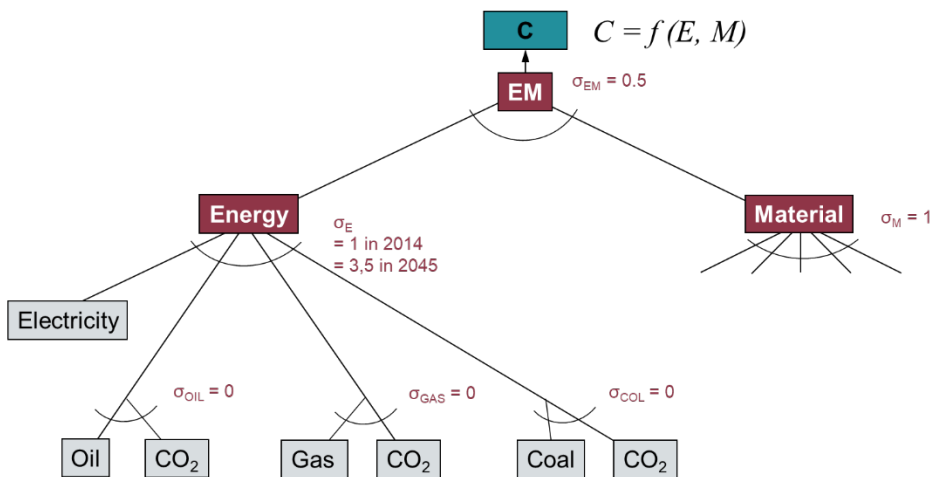 C
C = f (E, M)
EM
σEM = 0.5
Energy
Material
σE
= 1 in 2014
= 3,5 in 2045
σM = 1
Electricity
σOIL = 0
σGAS = 0
σCOL = 0
Oil
CO₂
Gas
CO₂
Coal
CO₂